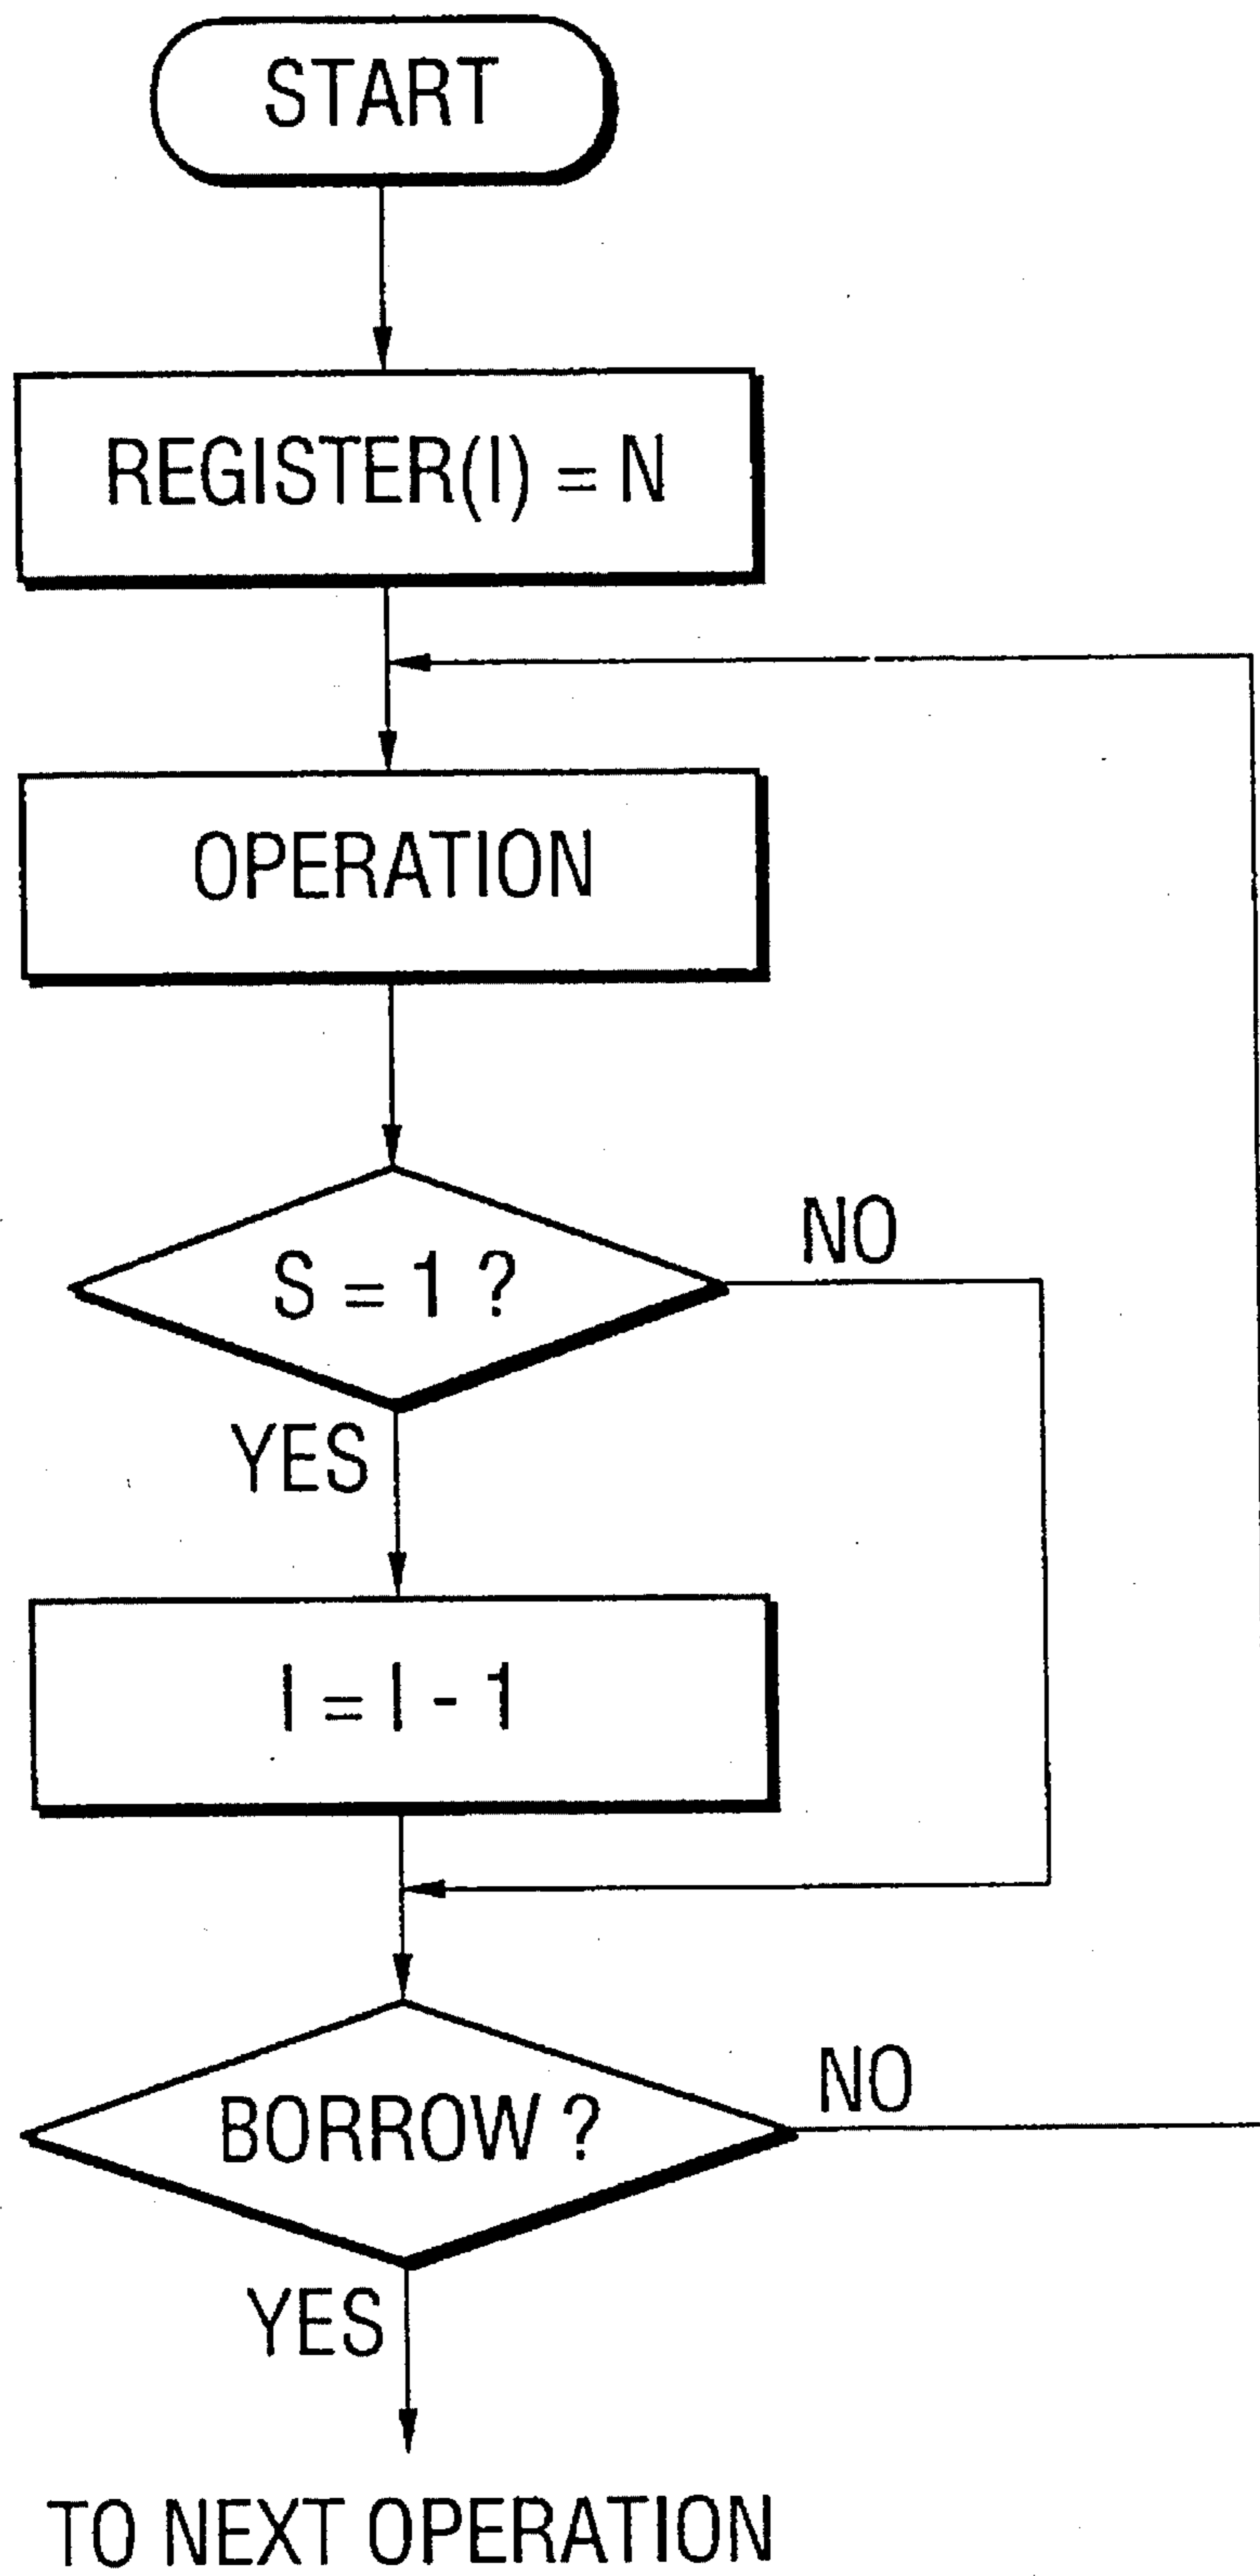 START
REGISTER(I) = N
OPERATION
S = 1 ?
NO
YES
I = I - 1
BORROW ?
NO
YES
TO NEXT OPERATION